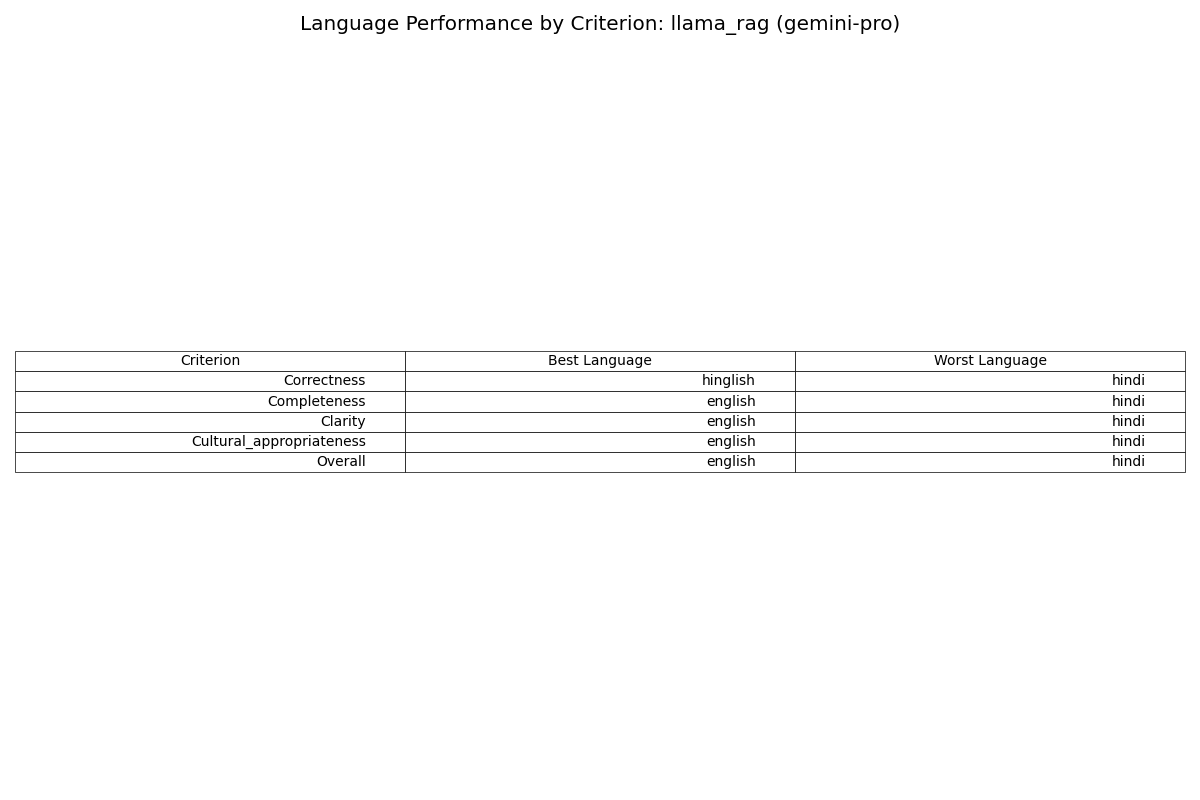 Language Performance by Criterion: llama_rag (gemini-pro)
Criterion Best Language Worst Language
Correctness hinglish hindi
Completeness english hindi
Clarity english hindi
Cultural_appropriateness english hindi
Overall english hindi